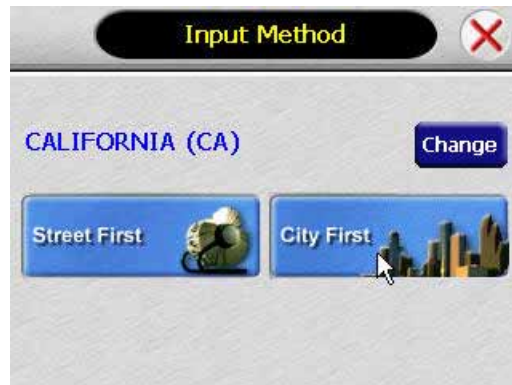 Input Method
CALIFORNIA (CA)
Change
Street First
City First